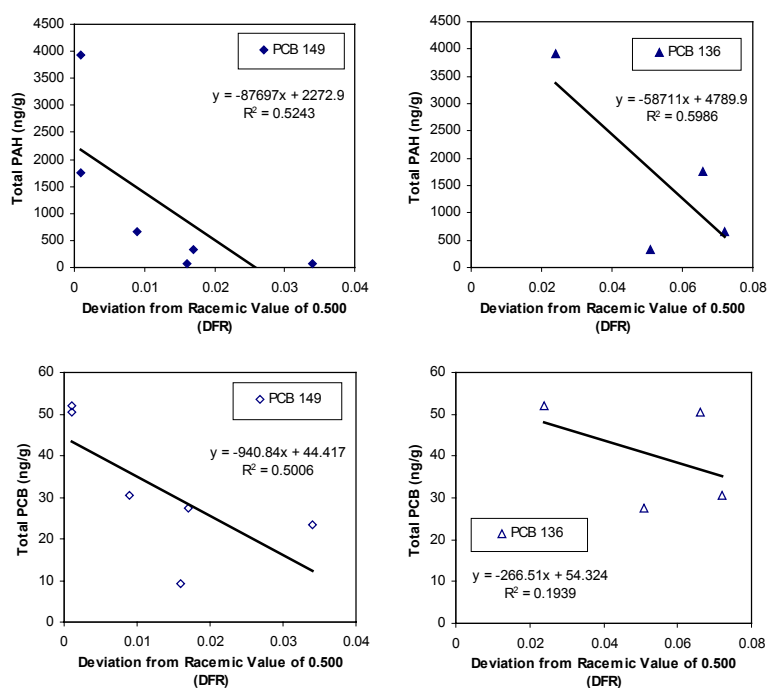 4500
4000
3500
3000
2500
2000
1500
1000
500
0
Total PAH (ng/g)
PCB 149
y = -87697x + 2272.9
R² = 0.5243
0 0.01 0.02 0.03 0.04
Deviation from Racemic Value of 0.500
(DFR)
4500
4000
3500
3000
2500
2000
1500
1000
500
0
Total PAH (ng/g)
PCB 136
y = -58711x + 4789.9
R² = 0.5986
0 0.02 0.04 0.06 0.08
Deviation from Racemic Value of 0.500
(DFR)
60
50
40
30
20
10
0
Total PCB (ng/g)
PCB 149
y = -940.84x + 44.417
R² = 0.5006
0 0.01 0.02 0.03 0.04
Deviation from Racemic Value of 0.500
(DFR)
60
50
40
30
20
10
0
Total PCB (ng/g)
PCB 136
y = -266.51x + 54.324
R² = 0.1939
0 0.02 0.04 0.06 0.08
Deviation from Racemic Value of 0.500
(DFR)